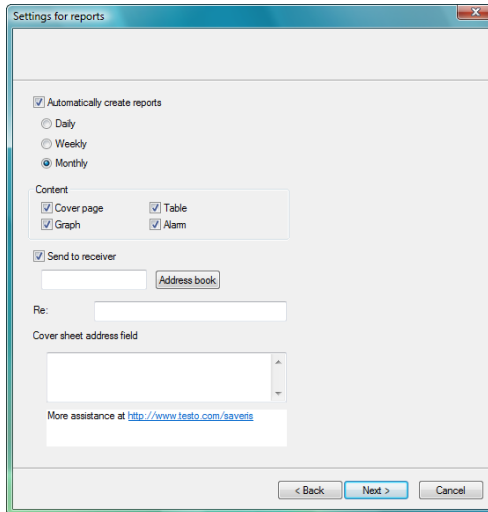 Settings for reports
Automatically create reports
Daily
Weekly
Monthly
Content
Cover page Table
Graph Alarm
Send to receiver
Address book
Re:
Cover sheet address field
More assistance at http://www.testo.com/saveris
< Back Next > Cancel